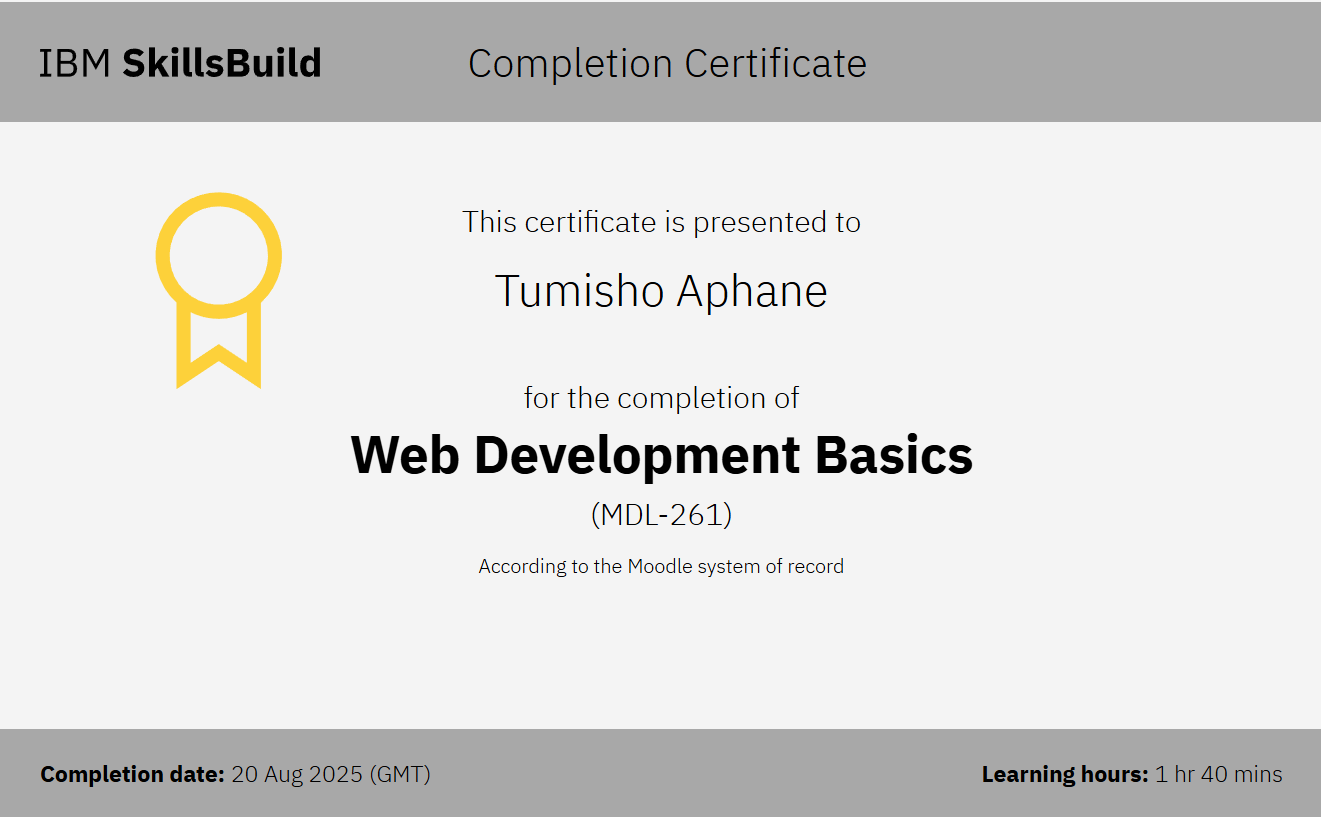 IBM SkillsBuild
Completion Certificate
This certificate is presented to
Tumisho Aphane
for the completion of
Web Development Basics
(MDL-261)
According to the Moodle system of record
Completion date: 20 Aug 2025 (GMT)
Learning hours: 1 hr 40 mins